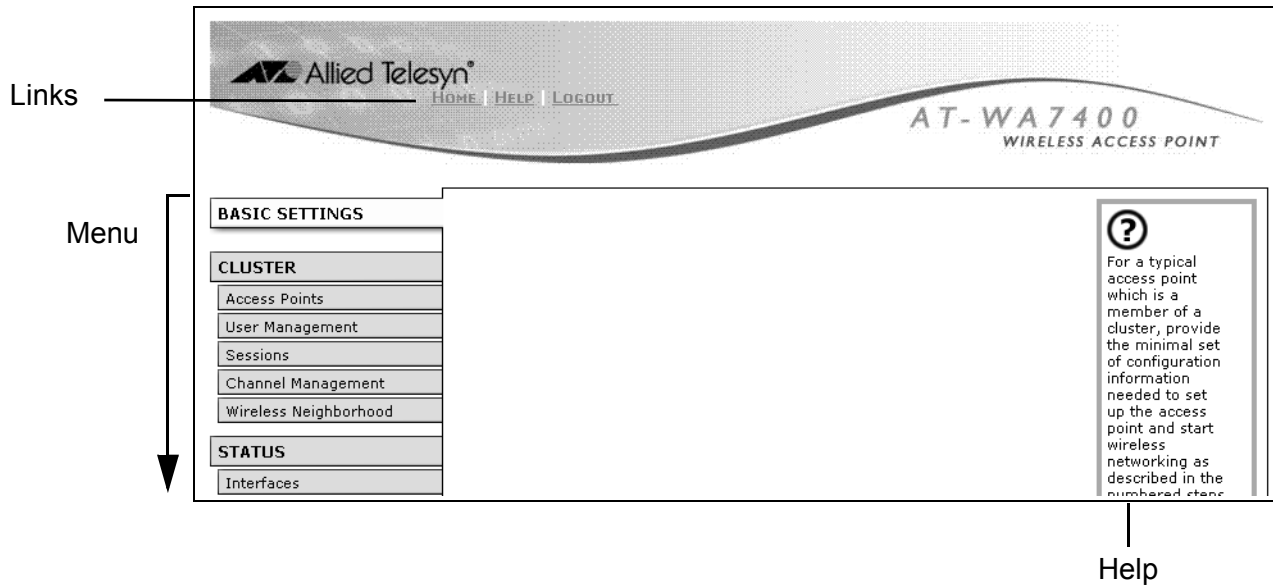 Allied Telesyn®
HOME | HELP | LOGOUT
Links
AT-WA7400
WIRELESS ACCESS POINT
Menu
BASIC SETTINGS
CLUSTER
Access Points
User Management
Sessions
Channel Management
Wireless Neighborhood
STATUS
Interfaces
?
For a typical
access point
which is a
member of a
cluster, provide
the minimal set
of configuration
information
needed to set
up the access
point and start
wireless
networking as
described in the
numbered steps
Help